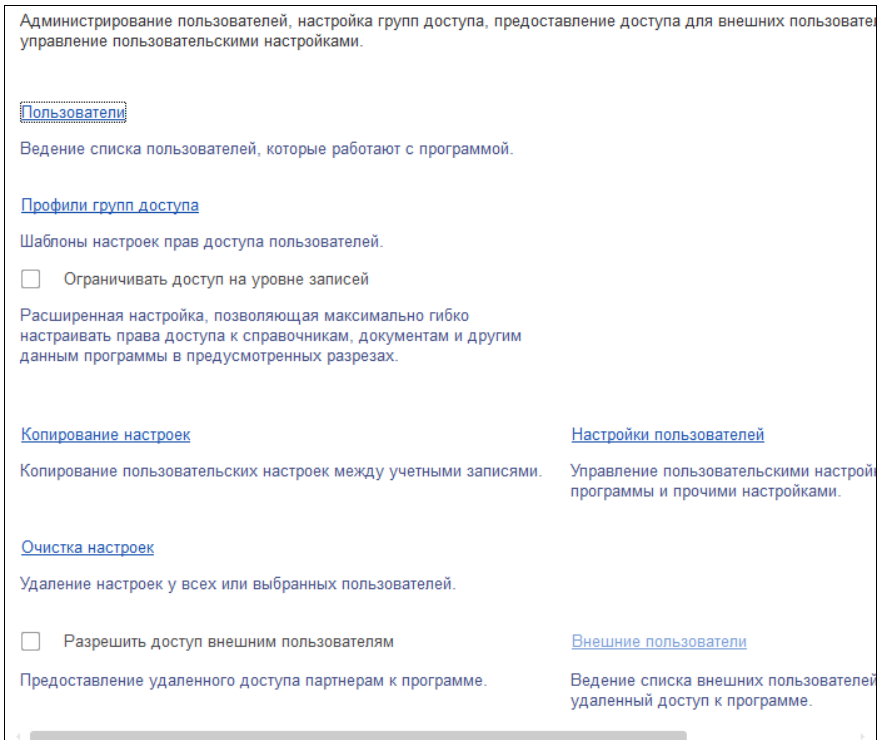 Администрирование пользователей, настройка групп доступа, предоставление доступа для внешних
управление пользовательскими настройками.
Пользователи
Ведение списка пользователей, которые работают с программой.
Профили групп доступа
Шаблоны настроек прав доступа пользователей.
Ограничивать доступ на уровне записей
Расширенная настройка, позволяющая максимально гибко
настраивать права доступа к справочникам, документам и другим
данным программы в предусмотренных разрезах.
Копирование настроек
Копирование пользовательских настроек между учетными записями.
Настройки пользователей
Управление пользовательскими
программы и прочими настройками.
Очистка настроек
Удаление настроек у всех или выбранных пользователей.
Разрешить доступ внешним пользователям
Предоставление удаленного доступа партнерам к программе.
Внешние пользователи
Ведение списка внешних пользователей
удаленный доступ к программе.